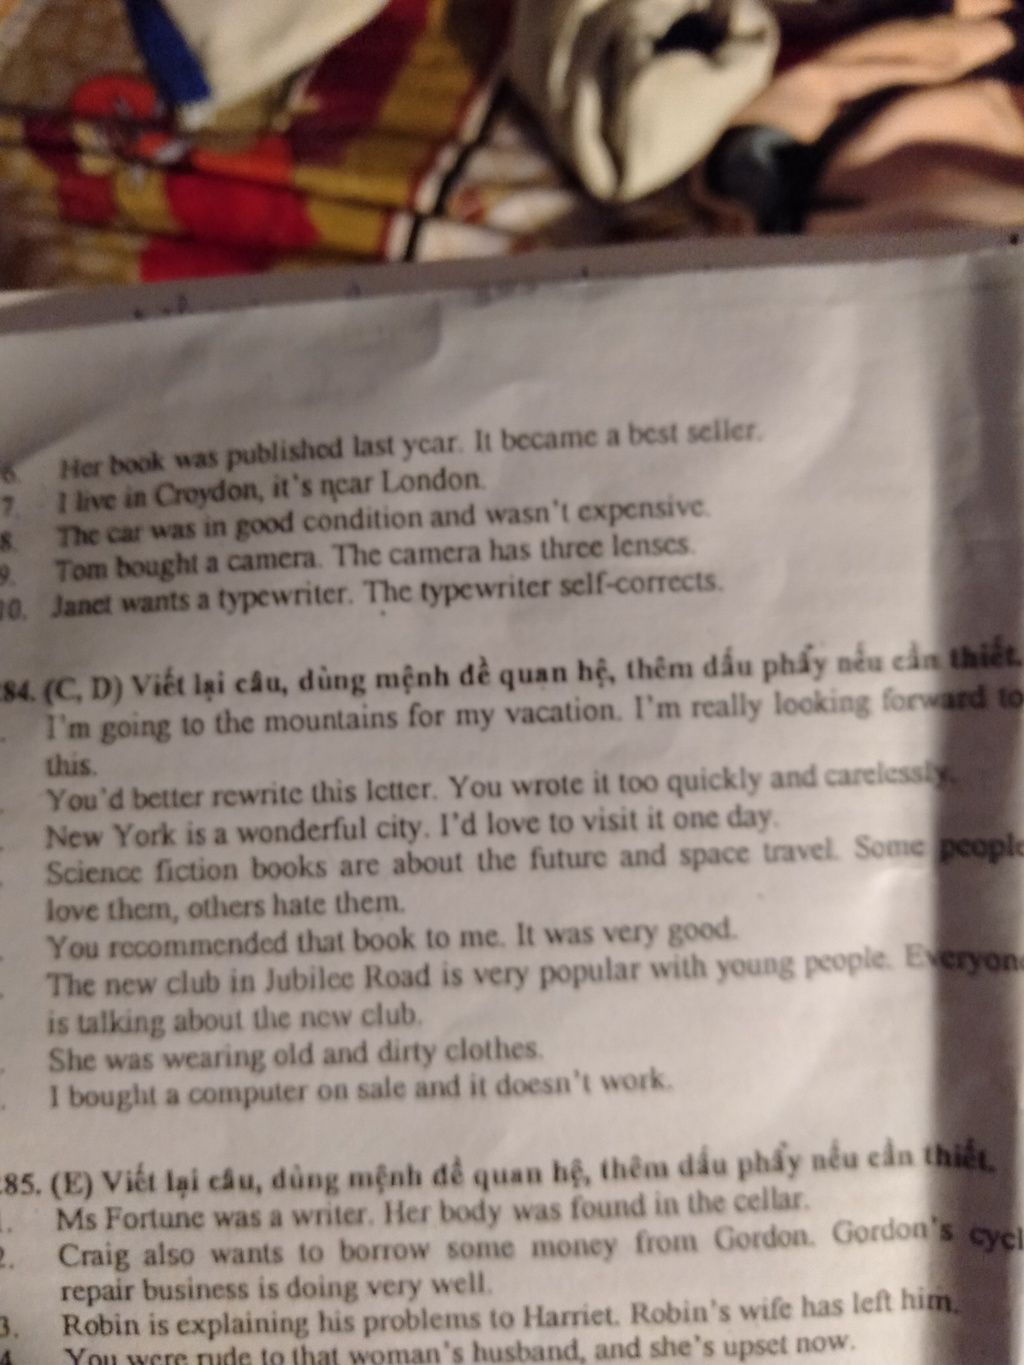 6. Her book was published last year. It became a best seller.
7. I live in Croydon, it's near London.
8. The car was in good condition and wasn't expensive.
9. Tom bought a camera. The camera has three lenses.
10. Janet wants a typewriter. The typewriter self-corrects.
84. (C, D) Viết lại câu, dùng mệnh đề quan hệ, thêm dấu phẩy nếu cần thiết.
I'm going to the mountains for my vacation. I'm really looking forward to
this.
You'd better rewrite this letter. You wrote it too quickly and carelessly.
New York is a wonderful city. I'd love to visit it one day.
Science fiction books are about the future and space travel. Some people
love them, others hate them.
You recommended that book to me. It was very good.
The new club in Jubilee Road is very popular with young people. Everyone
is talking about the new club.
She was wearing old and dirty clothes.
I bought a computer on sale and it doesn't work.
85. (E) Viết lại câu, dùng mệnh đề quan hệ, thêm dấu phẩy nếu cần thiết.
1. Ms Fortune was a writer. Her body was found in the cellar.
2. Craig also wants to borrow some money from Gordon. Gordon's cycl
repair business is doing very well.
3. Robin is explaining his problems to Harriet. Robin's wife has left him.
4. You were rude to that woman's husband, and she's upset now.